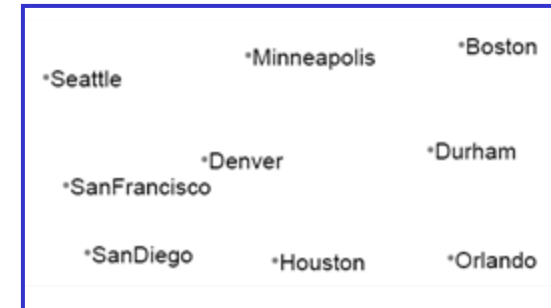 •Boston
•Minneapolis
•Seattle
•Durham
•Denver
•SanFrancisco
•SanDiego
•Houston
•Orlando